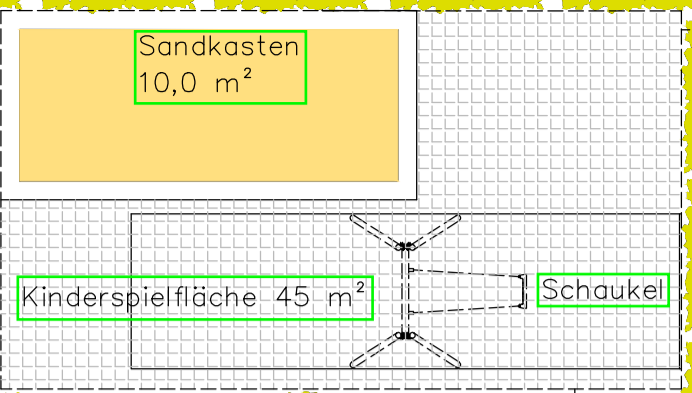 Sandkasten
10,0 m²
Kinderspielfläche 45 m²
Schaukel